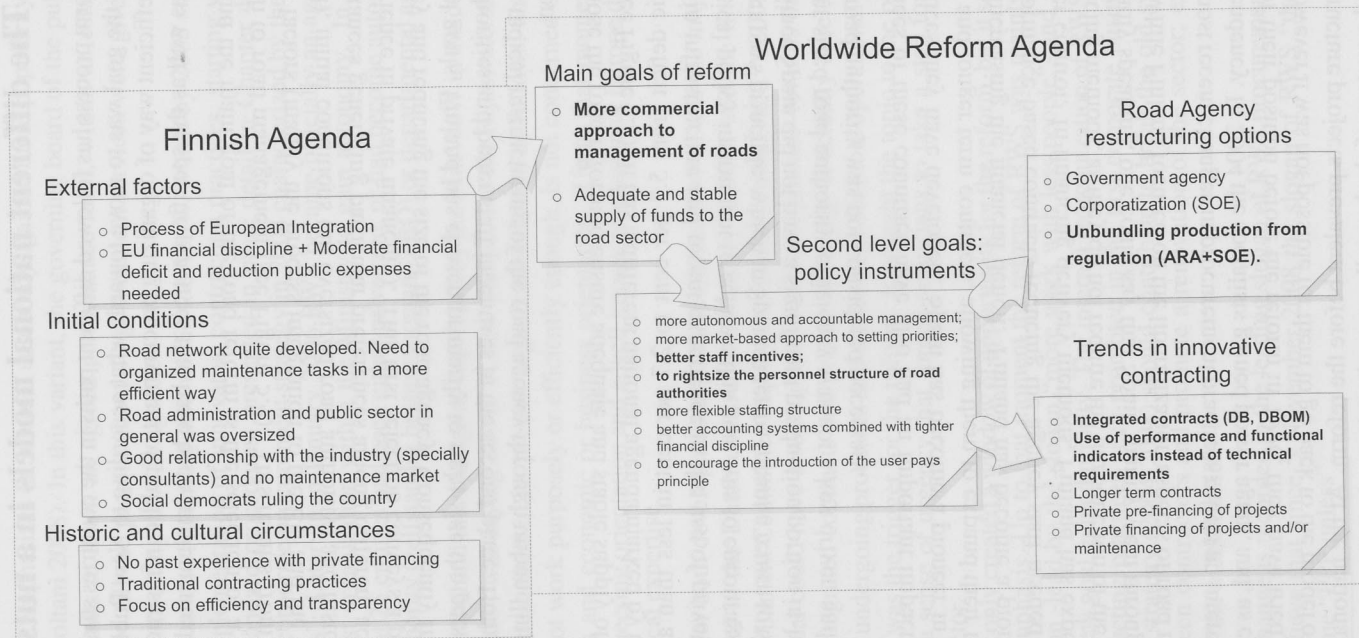 Finnish Agenda
External factors
○ Process of European Integration
○ EU financial discipline + Moderate financial
deficit and reduction public expenses
needed
Initial conditions
○ Road network quite developed. Need to
organized maintenance tasks in a more
efficient way
○ Road administration and public sector in
general was oversized
○ Good relationship with the industry (specially
consultants) and no maintenance market
○ Social democrats ruling the country
Historic and cultural circumstances
○ No past experience with private financing
○ Traditional contracting practices
○ Focus on efficiency and transparency
Worldwide Reform Agenda
Main goals of reform
○ More commercial
approach to
management of roads
○ Adequate and stable
supply of funds to the
road sector
Second level goals:
policy instruments
○ more autonomous and accountable management;
○ more market-based approach to setting priorities;
○ better staff incentives;
○ to rightsize the personnel structure of road
authorities
○ more flexible staffing structure
○ better accounting systems combined with tighter
financial discipline
○ to encourage the introduction of the user pays
principle
Road Agency
restructuring options
○ Government agency
○ Corporatization (SOE)
○ Unbundling production from
regulation (ARA+SOE).
Trends in innovative
contracting
○ Integrated contracts (DB, DBOM)
○ Use of performance and functional
indicators instead of technical
requirements
○ Longer term contracts
○ Private pre-financing of projects
○ Private financing of projects and/or
maintenance